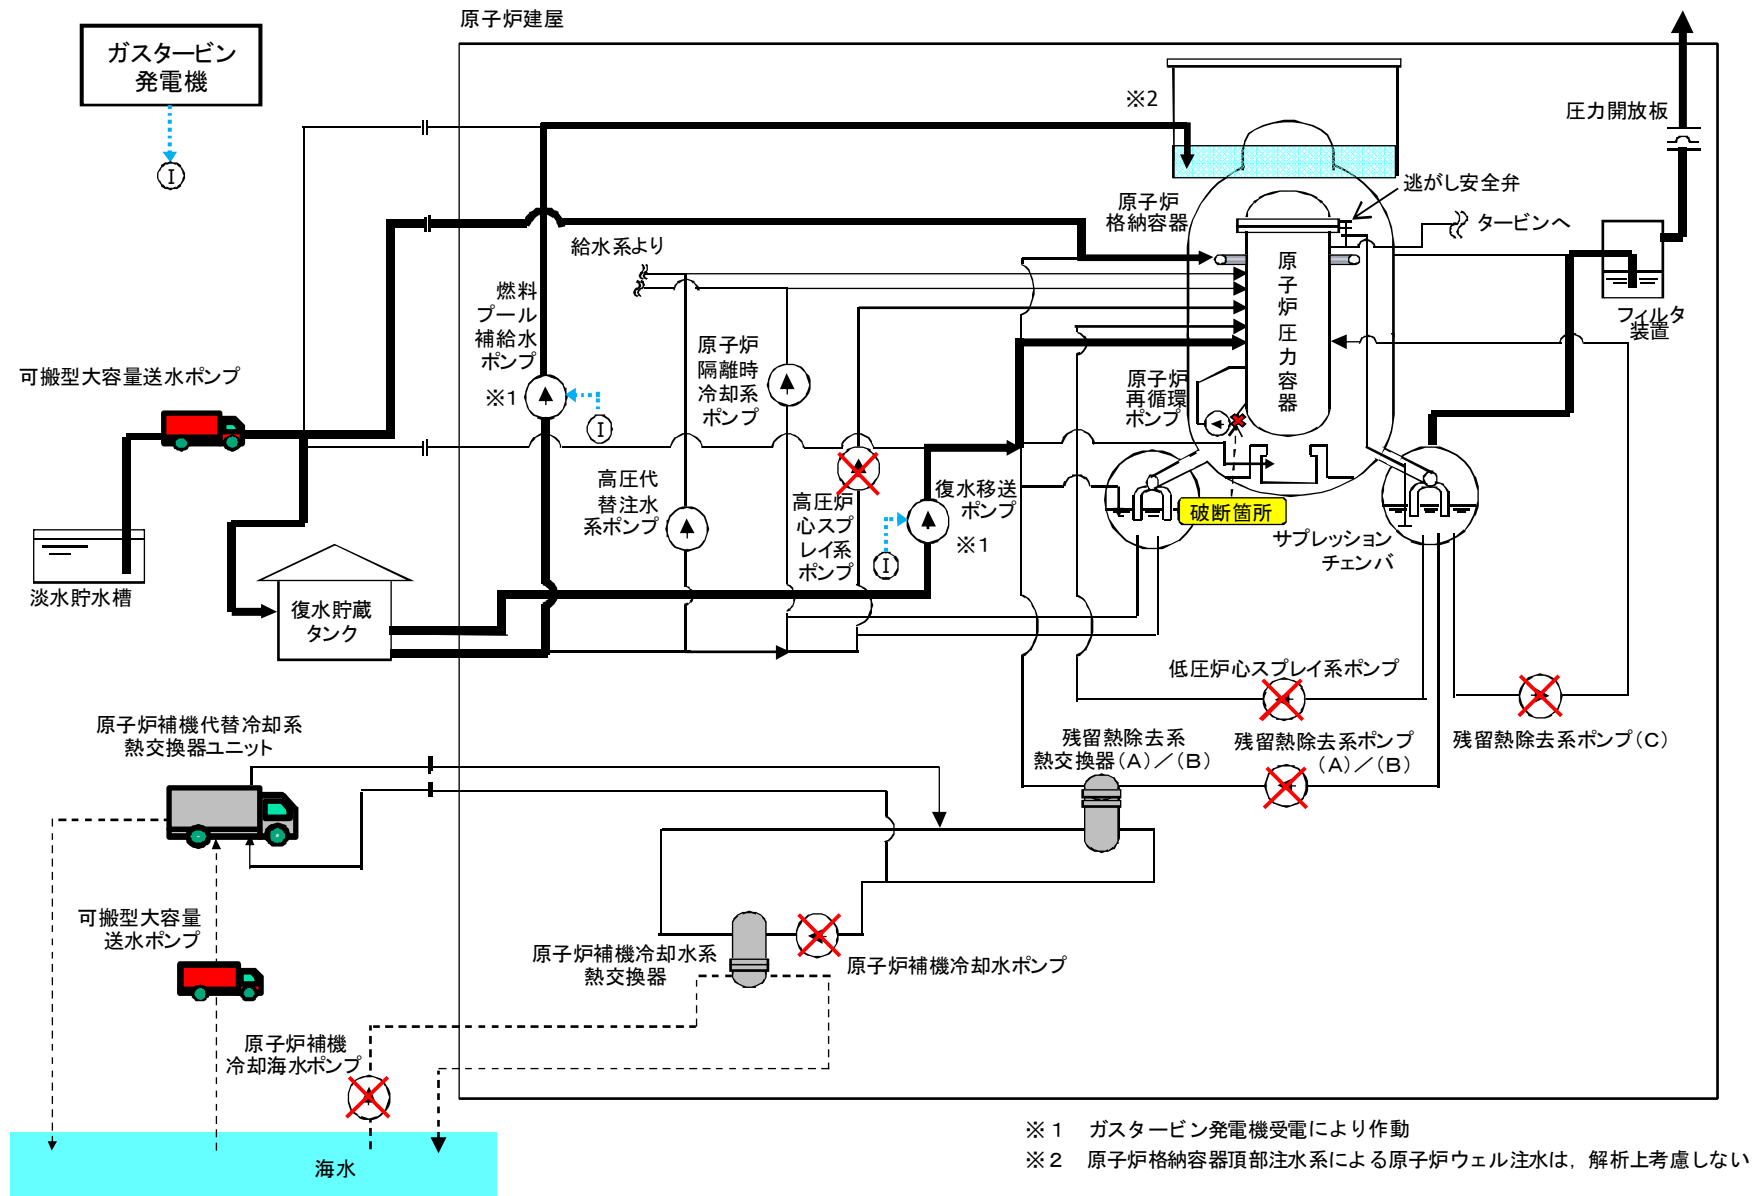 原子炉建屋
ガスタービン
発電機
I
※2
圧力開放板
逃がし安全弁
原子炉
格納容器
タービンへ
給水系より
原
子
炉
圧
力
容
器
フィルタ
装置
燃料
プール
補給水
ポンプ
※1
I
原子炉
隔離時
冷却系
ポンプ
原子炉
再循環
ポンプ
可搬型大容量送水ポンプ
高圧代
替注水
系ポンプ
高圧炉
心スプ
レイ系
ポンプ
復水移送
ポンプ
※1
I
破断箇所
サプレッション
チェンバ
淡水貯水槽
復水貯蔵
タンク
低圧炉心スプレイ系ポンプ
残留熱除去系
熱交換器(A)／(B)
残留熱除去系ポンプ
(A)／(B)
残留熱除去系ポンプ(C)
原子炉補機代替冷却系
熱交換器ユニット
可搬型大容量
送水ポンプ
原子炉補機冷却水系
熱交換器
原子炉補機冷却水ポンプ
原子炉補機
冷却海水ポンプ
海水
※1 ガスタービン発電機受電により作動
※2 原子炉格納容器頂部注水系による原子炉ウェル注水は，解析上考慮しない